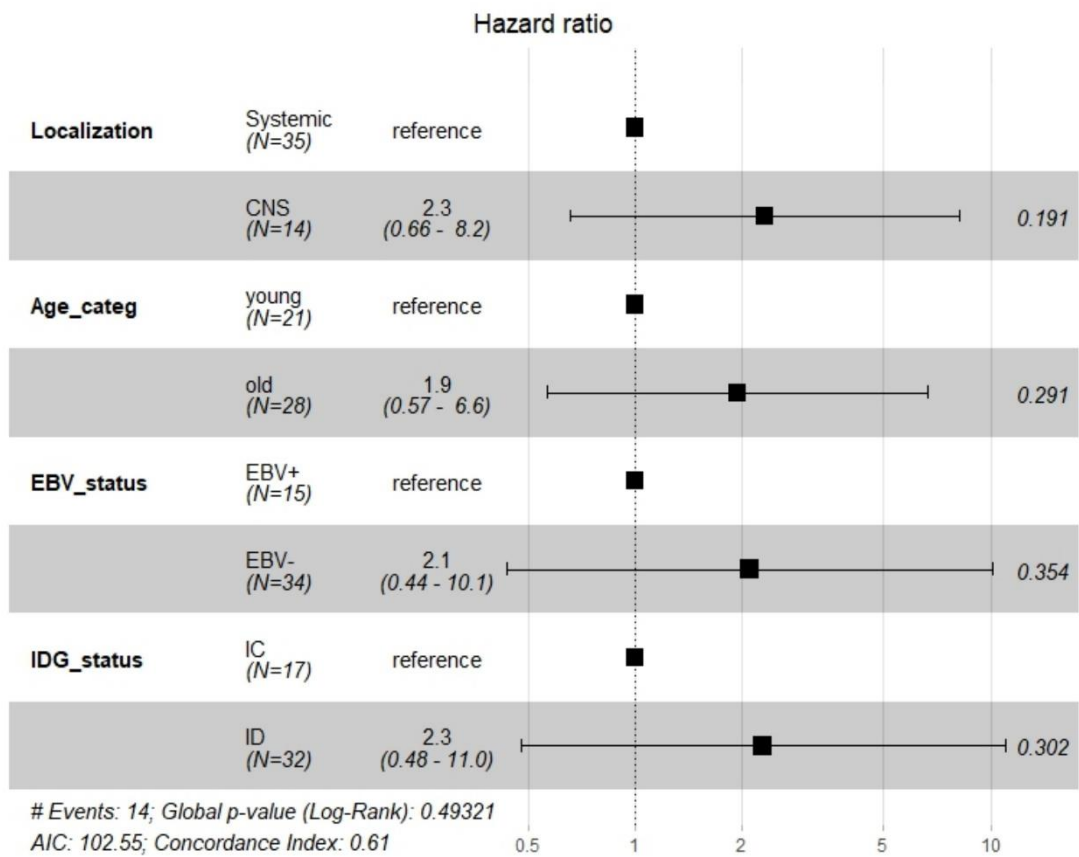 Hazard ratio
Localization Systemic (N=35) reference
CNS (N=14) 2.3 (0.66 - 8.2) 0.191
Age_categ young (N=21) reference
old (N=28) 1.9 (0.57 - 6.6) 0.291
EBV_status EBV+ (N=15) reference
EBV- (N=34) 2.1 (0.44 - 10.1) 0.354
IDG_status IC (N=17) reference
ID (N=32) 2.3 (0.48 - 11.0) 0.302
# Events: 14; Global p-value (Log-Rank): 0.49321
AIC: 102.55; Concordance Index: 0.61
0.5 1 2 5 10